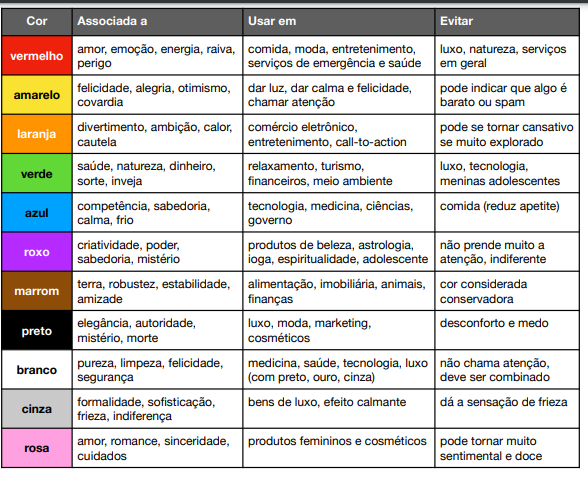 Cor Associada a Usar em Evitar
vermelho amor, emoção, energia, raiva, comida, moda, entretenimento, luxo, natureza, serviços
perigo serviços de emergência e saúde em geral
amarelo felicidade, alegria, otimismo, dar luz, dar calma e felicidade, pode indicar que algo é
covardia chamar atenção barato ou spam
laranja divertimento, ambição, calor, comércio eletrônico, pode se tornar cansativo
cautela entretenimento, call-to-action se muito explorado
verde saúde, natureza, dinheiro, relaxamento, turismo, luxo, tecnologia,
sorte, inveja financeiros, meio ambiente meninas adolescentes
azul competência, sabedoria, tecnologia, medicina, ciências, comida (reduz apetite)
calma, frio governo
roxo criatividade, poder, produtos de beleza, astrologia, não prende muito a
sabedoria, mistério ioga, espiritualidade, adolescente atenção, indiferente
marrom terra, robustez, estabilidade, alimentação, imobiliária, animais, cor considerada
amizade finanças conservadora
preto elegância, autoridade, luxo, moda, marketing, desconforto e medo
mistério, morte cosméticos
branco pureza, limpeza, felicidade, medicina, saúde, tecnologia, luxo não chama atenção,
segurança (com preto, ouro, cinza) deve ser combinado
cinza formalidade, sofisticação, bens de luxo, efeito calmante dá a sensação de frieza
frieza, indiferença
rosa amor, romance, sinceridade, produtos femininos e cosméticos pode tornar muito
cuidados sentimental e doce